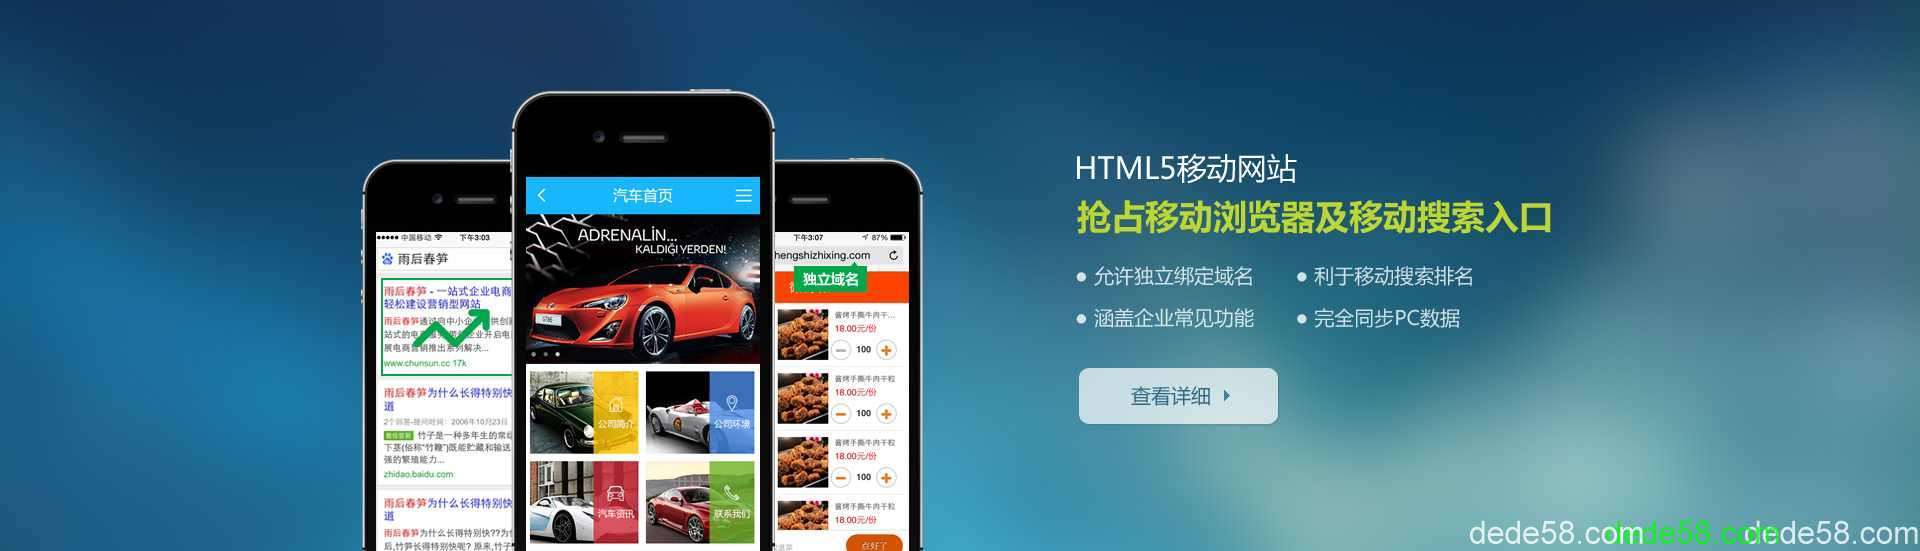 HTML5移动网站
抢占移动浏览器及移动搜索入口
允许独立绑定域名
利于移动搜索排名
涵盖企业常见功能
完全同步PC数据
查看详细
中国移动
下午3:03
雨后春笋
雨后春笋 - 一站式企业电商
轻松建设营销型网站
雨后春笋通过向中小企
供创新
站式的电
企业开启电
展电商营销推出系列解决...
www.chunsun.cc 17k
雨后春笋为什么长得特别快
道
2个回答-提问时间：2006年10月23日
竹子是一种多年生的常绿
下茎(俗称"竹鞭")既能贮藏和输送
强的繁殖能力...
zhidao.baidu.com
雨后春笋为什么长得特别快
道
雨后春笋为什么长得特别快??为
后,竹笋长得特别快呢? 原来,竹子
汽车首页
ADRENALİN...
KALDIĞI YERDEN!
GT86
公司简介
6
公司环境
汽车资讯
联系我们
下午3:07
87%
hengshizhixing.com
独立域名
酱烤手撕牛肉干...
18.00元/份
100
酱烤手撕牛肉干粒
18.00元/份
100
酱烤手撕牛肉干粒
18.00元/份
100
酱烤手撕牛肉干粒
18.00元/份
点好了
dede58.com
dede58.com
dede58.com